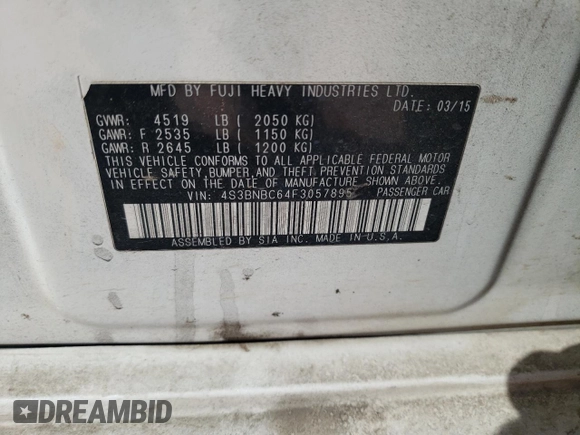 MFD BY FUJI HEAVY INDUSTRIES LTD.
DATE: 03/15
GVWR: 4519 LB ( 2050 KG)
GAWR: F 2535 LB ( 1150 KG)
GAWR: R 2645 LB ( 1200 KG)
THIS VEHICLE CONFORMS TO ALL APPLICABLE FEDERAL MOTOR
VEHICLE SAFETY, BUMPER, AND THEFT PREVENTION STANDARDS
IN EFFECT ON THE DATE OF MANUFACTURE SHOWN ABOVE.
VIN: 4S3BNBC64F3057895 PASSENGER CAR
ASSEMBLED BY SIA INC. MADE IN U.S.A.
DREAMBID